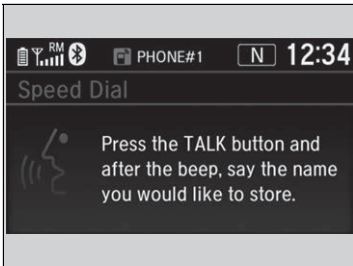 RM PHONE#1 N 12:34
Speed Dial
Press the TALK button and
after the beep, say the name
you would like to store.